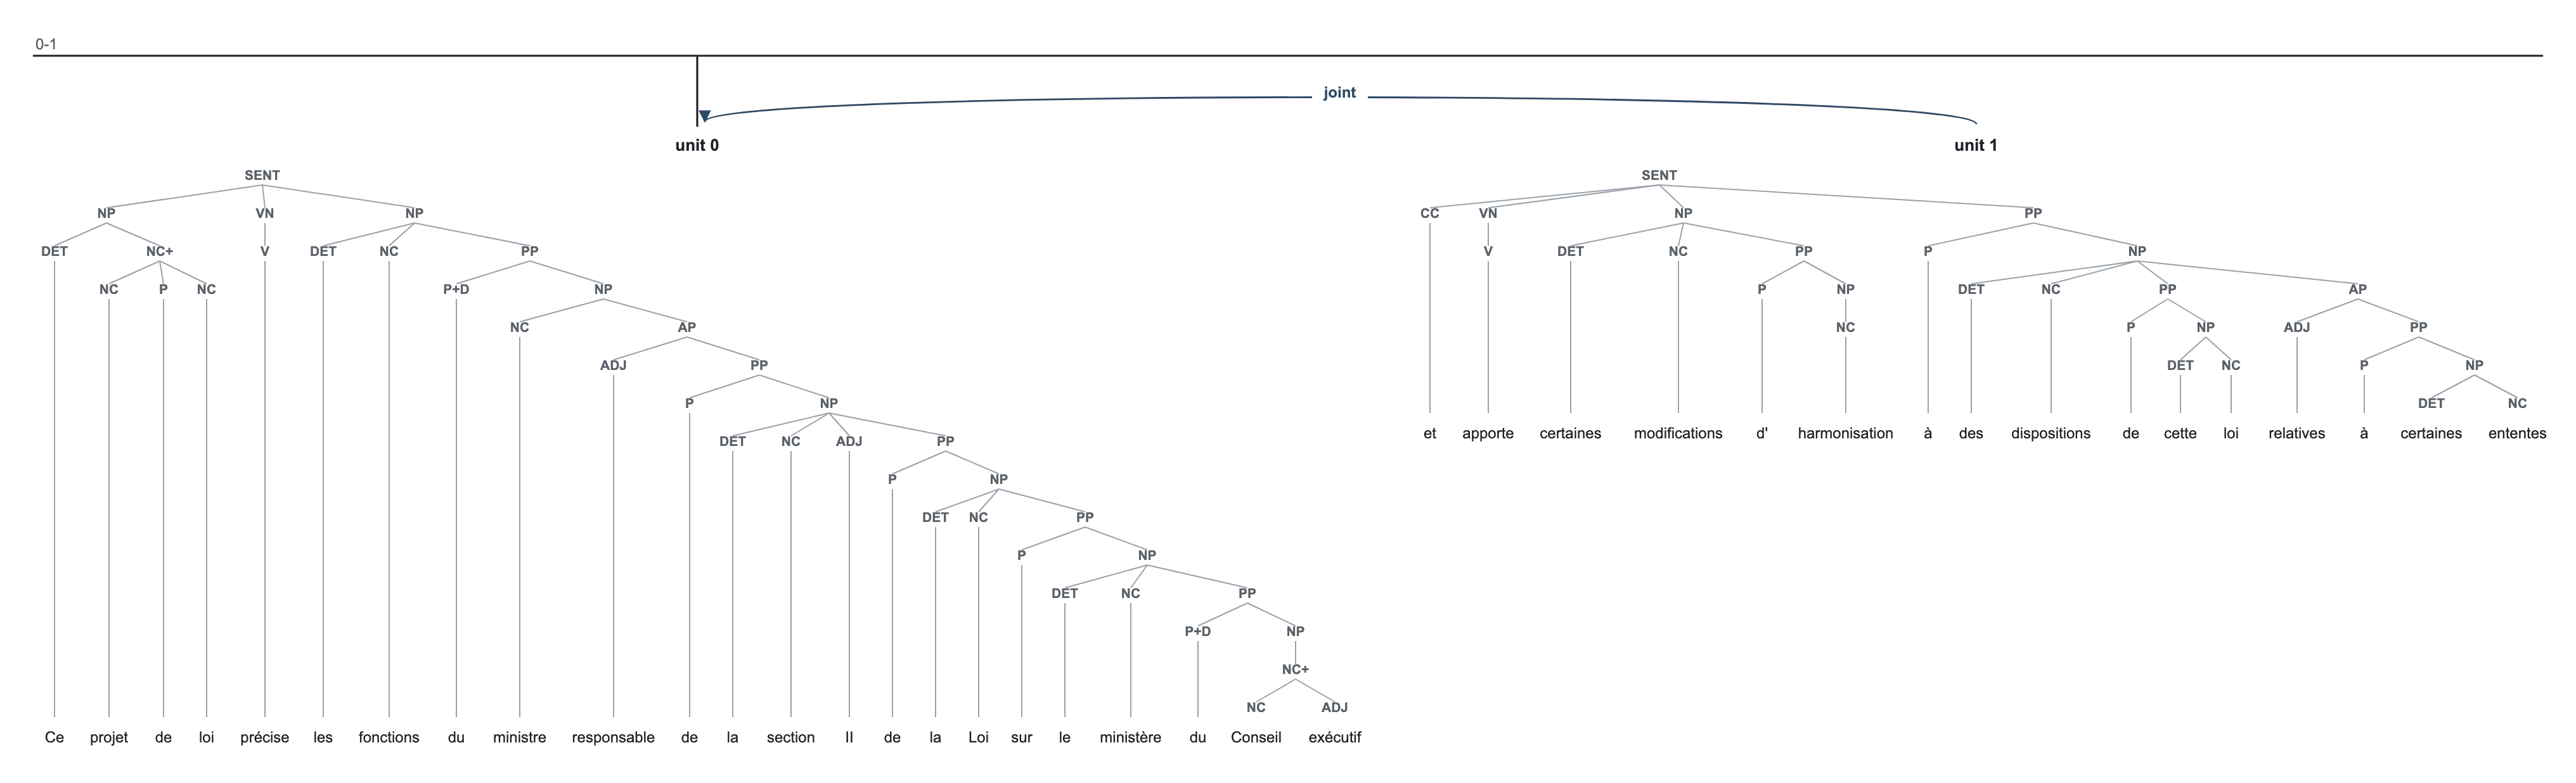 0-1
joint
unit 0 unit 1
SENT SENT
NP VN NP CC VN NP PP
DET NC+ V DET NC PP V DET NC PP P NP
NC P NC P+D NP P NP DET NC PP AP
NC AP NC P NP ADJ PP
ADJ PP DET NC P NP
P NP DET NC
et apporte certaines modifications d' harmonisation à des dispositions de cette loi relatives à certaines ententes
DET NC ADJ PP
P NP
DET NC PP
P NP
DET NC PP
P+D NP
NC+
NC ADJ
Ce projet de loi précise les fonctions du ministre responsable de la section II de la Loi sur le ministère du Conseil exécutif